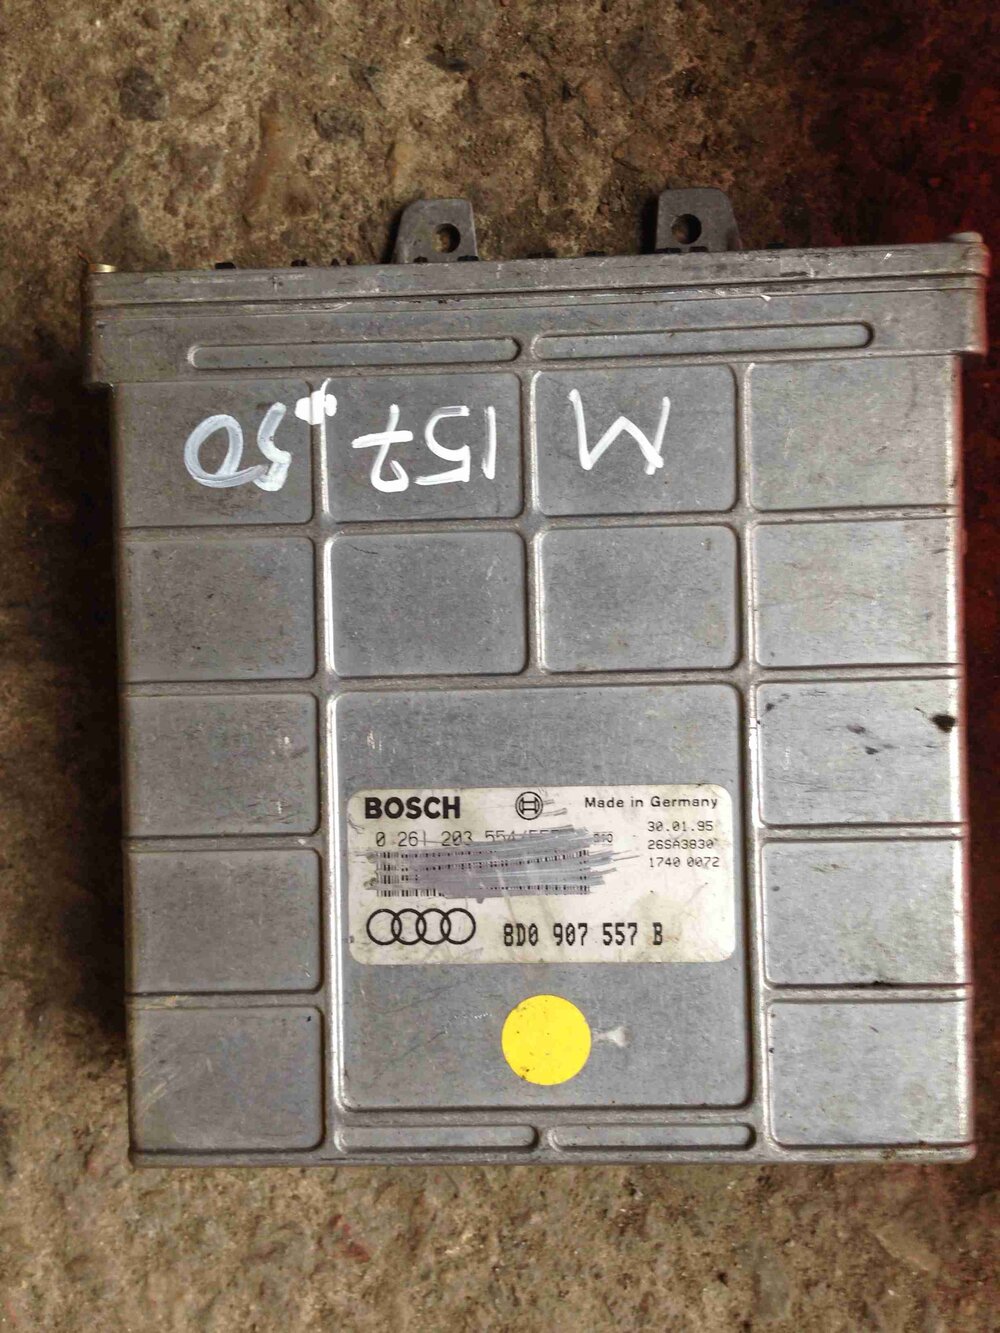 M 157,50
BOSCH Made in Germany
0 261 203 554/557 30.01.95
26SA3830
1740 0072
8D0 907 557 B